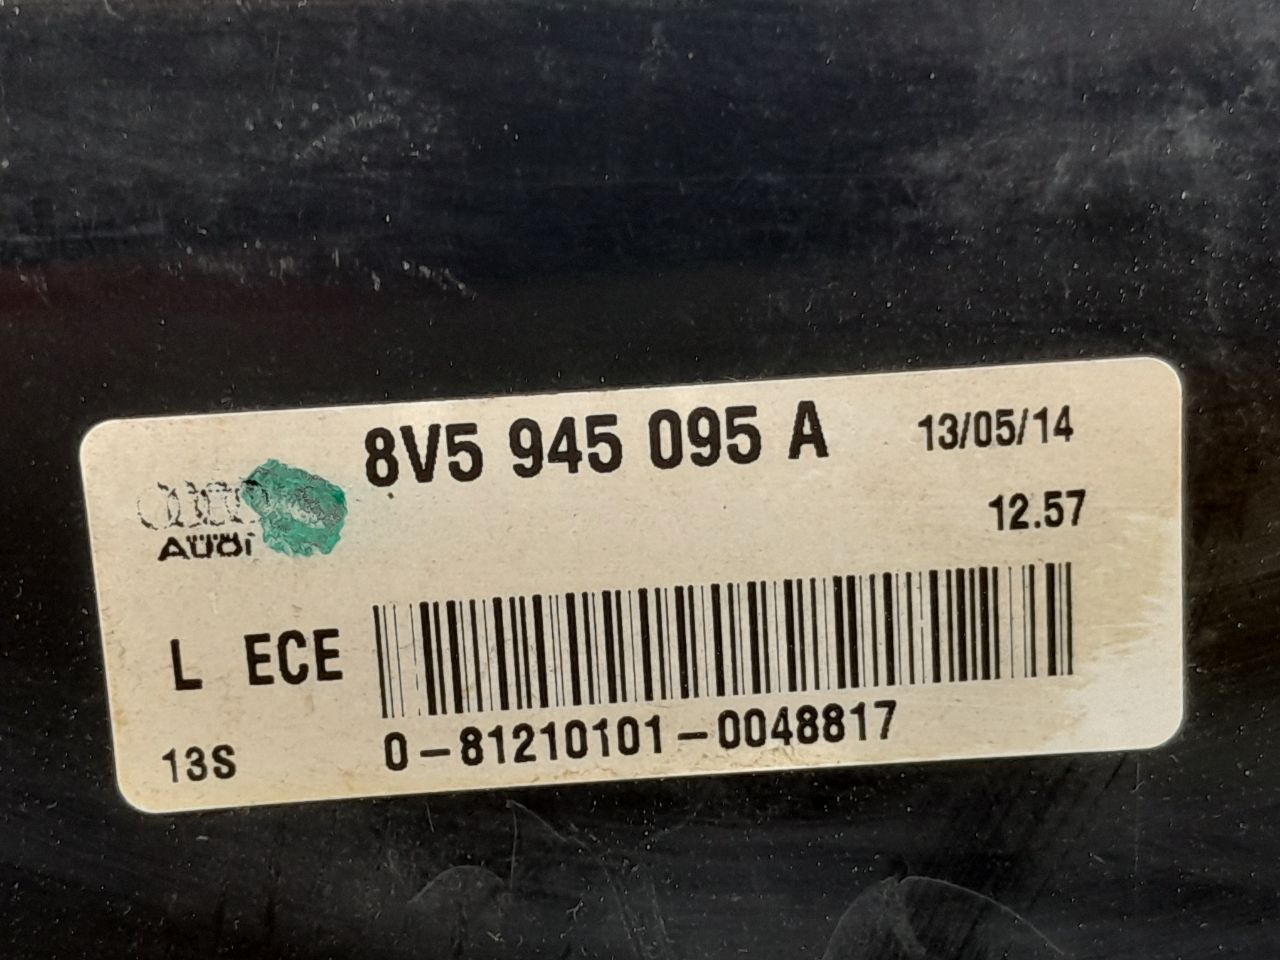 8V5 945 095 A
13/05/14
12.57
AUDI
L ECE
13S
0-81210101-0048817